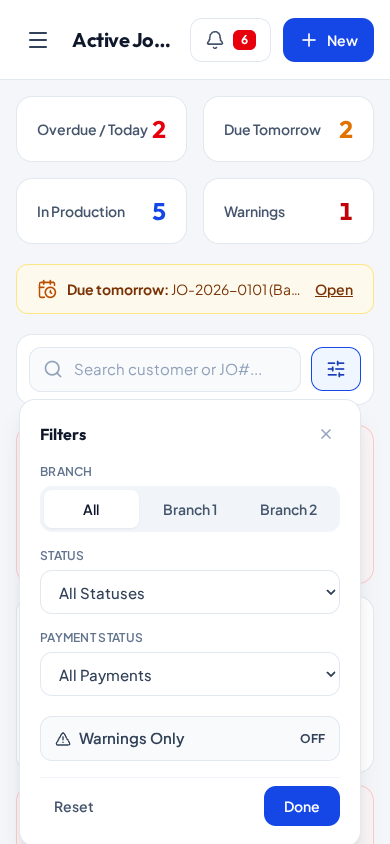 Active Jo...
6
New
Overdue / Today 2
Due Tomorrow 2
In Production 5
Warnings 1
Due tomorrow: JO-2026-0101 (Ba... Open
Search customer or JO#...
Filters
BRANCH
All Branch 1 Branch 2
STATUS
All Statuses
PAYMENT STATUS
All Payments
Warnings Only OFF
Reset Done